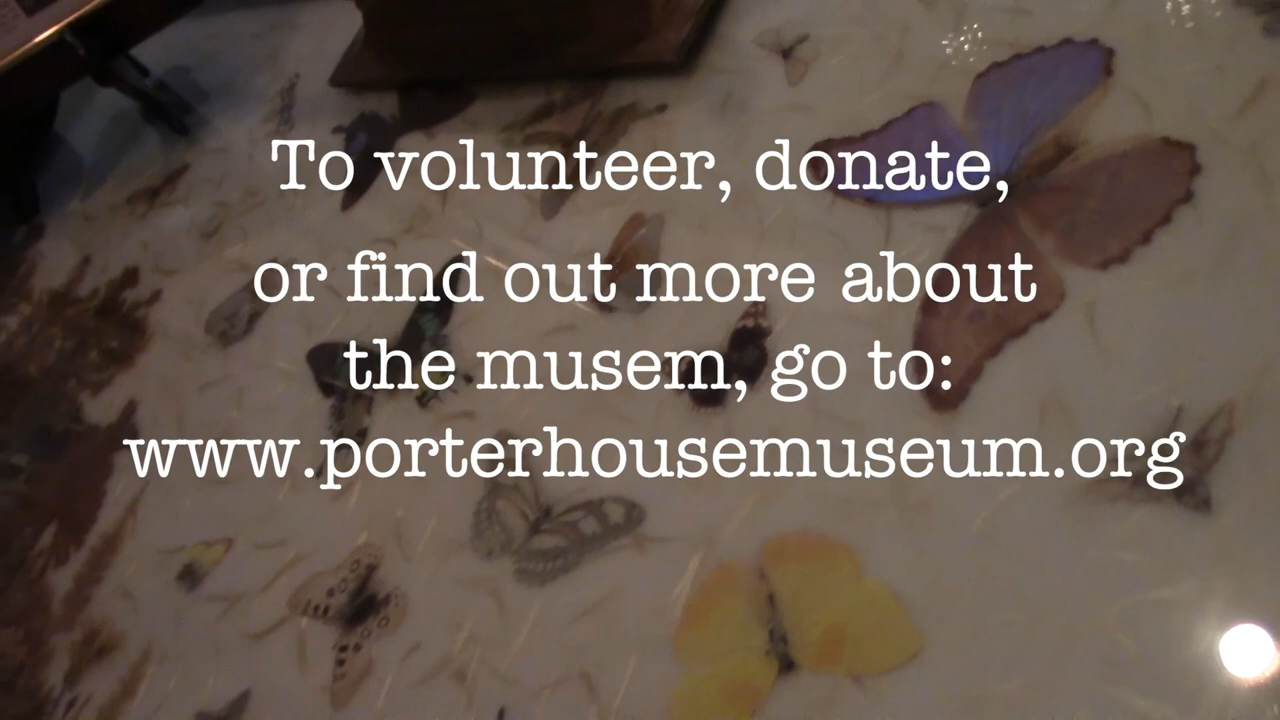 To volunteer, donate,
or find out more about
the musem, go to:
www.porterhousemuseum.org